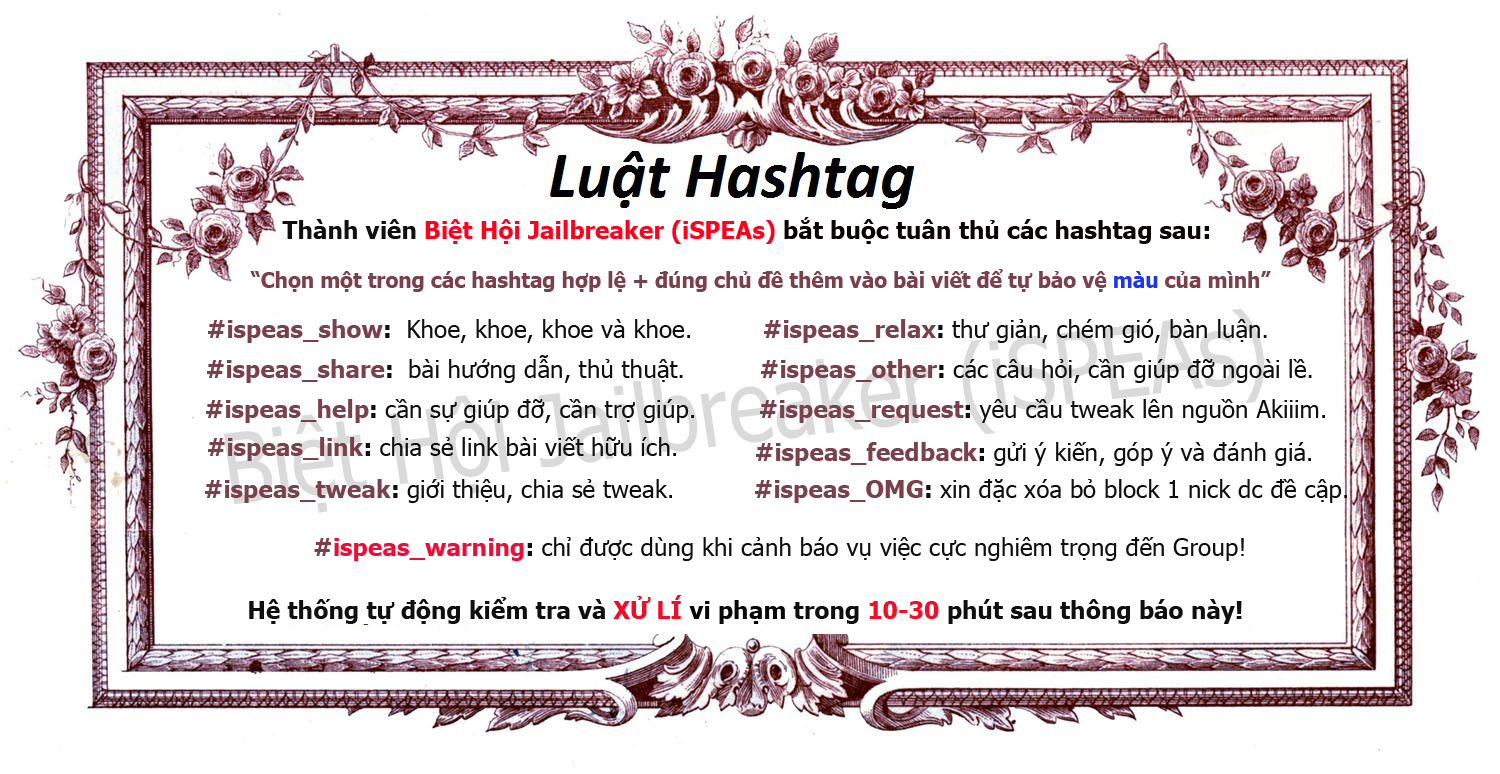 Luật Hashtag
Thành viên Biệt Hội Jailbreaker (iSPEAs) bắt buộc tuân thủ các hashtag sau:
“Chọn một trong các hashtag hợp lệ + đúng chủ đề thêm vào bài viết để tự bảo vệ màu của mình”
#ispeas_show: Khoe, khoe, khoe và khoe.
#ispeas_share: bài hướng dẫn, thủ thuật.
#ispeas_help: cần sự giúp đỡ, cần trợ giúp.
#ispeas_link: chia sẻ link bài viết hữu ích.
#ispeas_tweak: giới thiệu, chia sẻ tweak.
#ispeas_relax: thư giản, chém gió, bàn luận.
#ispeas_other: các câu hỏi, cần giúp đỡ ngoài lề.
#ispeas_request: yêu cầu tweak lên nguồn Akiiim.
#ispeas_feedback: gửi ý kiến, góp ý và đánh giá.
#ispeas_OMG: xin đặc xóa bỏ block 1 nick dc đề cập.
#ispeas_warning: chỉ được dùng khi cảnh báo vụ việc cực nghiêm trọng đến Group!
Hệ thống tự động kiểm tra và XỬ LÍ vi phạm trong 10-30 phút sau thông báo này!
Biệt Hội Jailbreaker (iSPEAs)